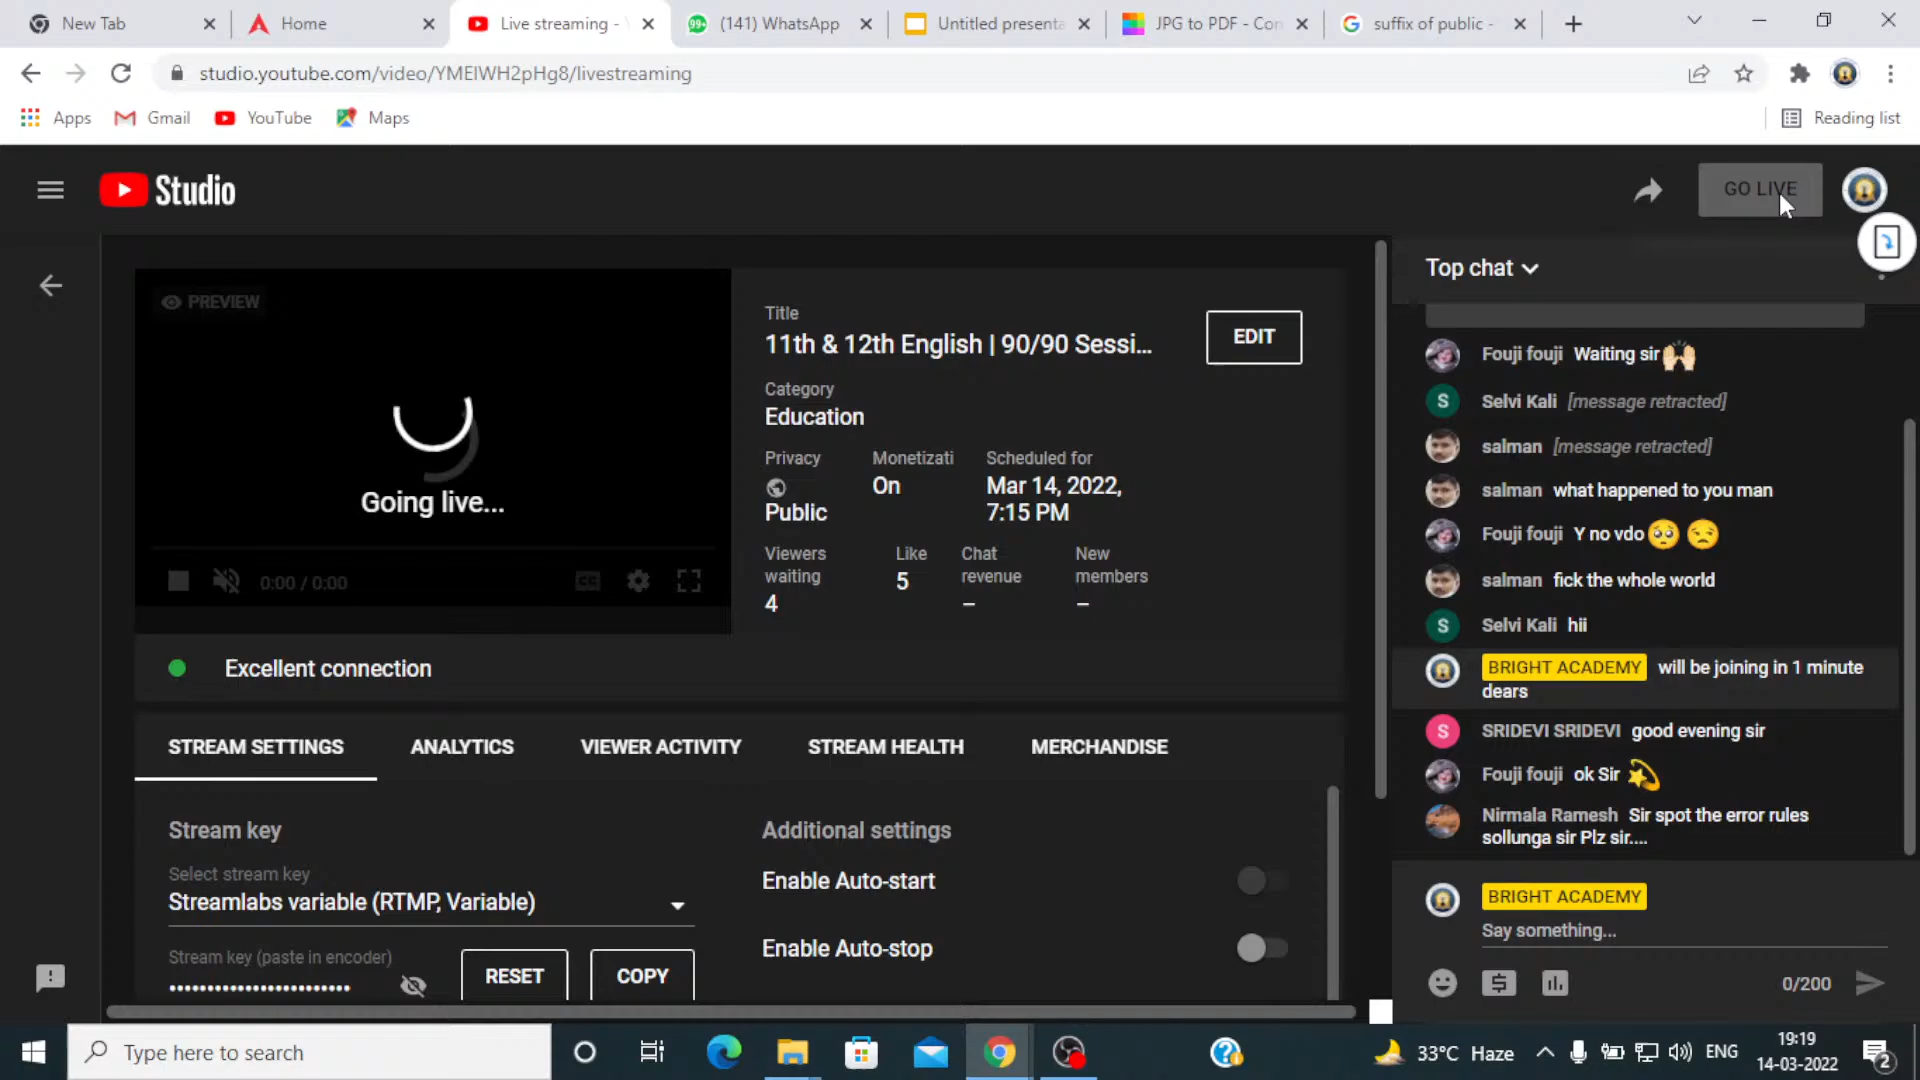 New Tab
Home
Live streaming -
(141) WhatsApp
Untitled presenta
JPG to PDF - Con
suffix of public -
studio.youtube.com/video/YMEIWH2pHg8/livestreaming
Apps
Gmail
YouTube
Maps
Reading list
Studio
GO LIVE
PREVIEW
Going live...
0:00 / 0:00
Title
11th & 12th English | 90/90 Sessi...
EDIT
Category
Education
Privacy
Public
Monetizati
On
Scheduled for
Mar 14, 2022,
7:15 PM
Viewers
waiting
4
Like
5
Chat
revenue
–
New
members
–
Excellent connection
STREAM SETTINGS
ANALYTICS
VIEWER ACTIVITY
STREAM HEALTH
MERCHANDISE
Stream key
Select stream key
Streamlabs variable (RTMP, Variable)
Stream key (paste in encoder)
••••••••••••••••••••••••
RESET
COPY
Additional settings
Enable Auto-start
Enable Auto-stop
Top chat
Fouji fouji Waiting sir🙌🏻
S Selvi Kali [message retracted]
salman [message retracted]
salman what happened to you man
Fouji fouji Y no vdo🥺 😒
salman fick the whole world
S Selvi Kali hii
BRIGHT ACADEMY will be joining in 1 minute
dears
S SRIDEVI SRIDEVI good evening sir
Fouji fouji ok Sir 💫
Nirmala Ramesh Sir spot the error rules
sollunga sir Plz sir....
BRIGHT ACADEMY
Say something...
0/200
Type here to search
33°C Haze
ENG
19:19
14-03-2022
2